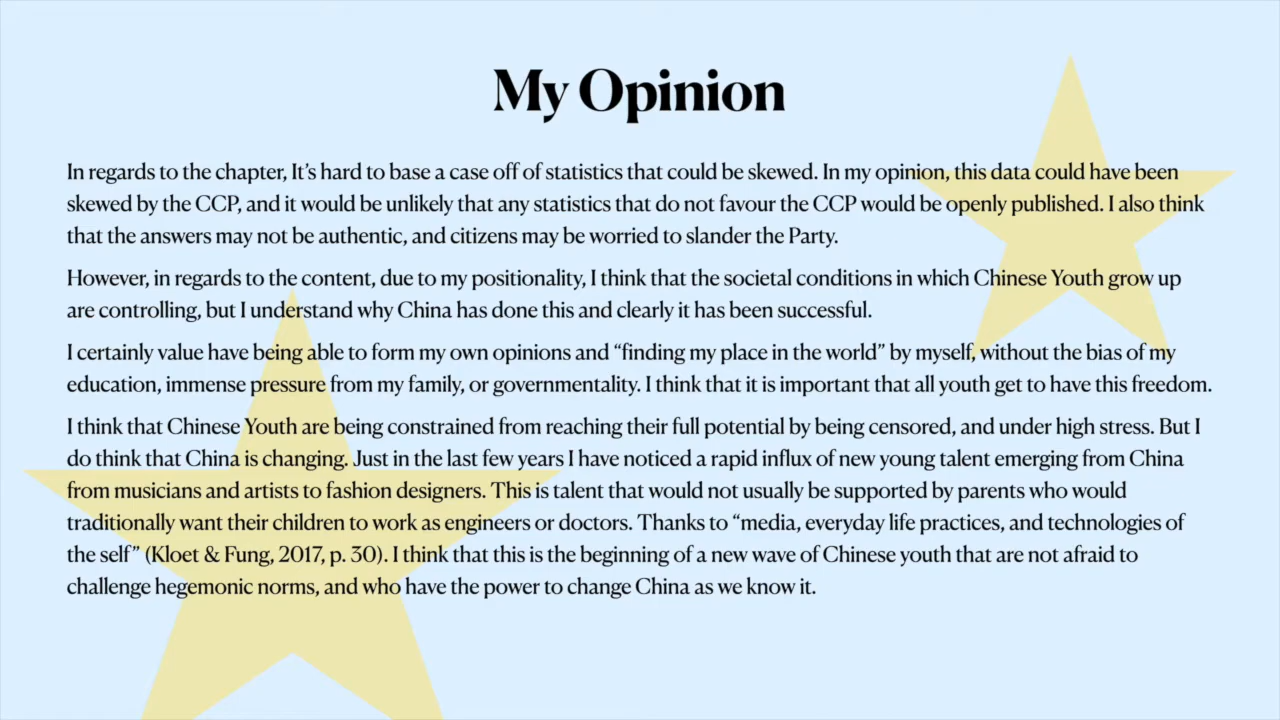 My Opinion
In regards to the chapter, It’s hard to base a case off of statistics that could be skewed. In my opinion, this data could have been
skewed by the CCP, and it would be unlikely that any statistics that do not favour the CCP would be openly published. I also think
that the answers may not be authentic, and citizens may be worried to slander the Party.
However, in regards to the content, due to my positionality, I think that the societal conditions in which Chinese Youth grow up
are controlling, but I understand why China has done this and clearly it has been successful.
I certainly value have being able to form my own opinions and “finding my place in the world” by myself, without the bias of my
education, immense pressure from my family, or governmentality. I think that it is important that all youth get to have this freedom.
I think that Chinese Youth are being constrained from reaching their full potential by being censored, and under high stress. But I
do think that China is changing. Just in the last few years I have noticed a rapid influx of new young talent emerging from China
from musicians and artists to fashion designers. This is talent that would not usually be supported by parents who would
traditionally want their children to work as engineers or doctors. Thanks to “media, everyday life practices, and technologies of
the self” (Kloet & Fung, 2017, p. 30). I think that this is the beginning of a new wave of Chinese youth that are not afraid to
challenge hegemonic norms, and who have the power to change China as we know it.